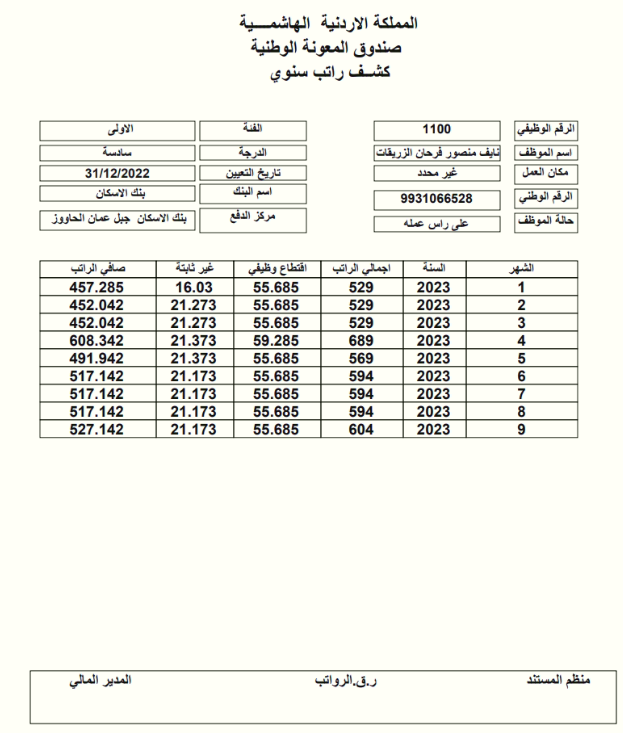 المملكة الاردنية الهاشمـــية
صندوق المعونة الوطنية
كشــف راتب سنوي
الرقم الوظيفي 1100 الفئة الاولى
اسم الموظف نايف منصور فرحان الزريقات الدرجة سادسة
مكان العمل غير محدد تاريخ التعيين 31/12/2022
الرقم الوطني 9931066528 اسم البنك بنك الاسكان
حالة الموظف على راس عمله مركز الدفع بنك الاسكان جبل عمان الحاووز
الشهر السنة اجمالي الراتب اقتطاع وظيفي غير ثابتة صافي الراتب
1 2023 529 55.685 16.03 457.285
2 2023 529 55.685 21.273 452.042
3 2023 529 55.685 21.273 452.042
4 2023 689 59.285 21.373 608.342
5 2023 569 55.685 21.373 491.942
6 2023 594 55.685 21.173 517.142
7 2023 594 55.685 21.173 517.142
8 2023 594 55.685 21.173 517.142
9 2023 604 55.685 21.173 527.142
منظم المستند ر.ق.الرواتب المدير المالي